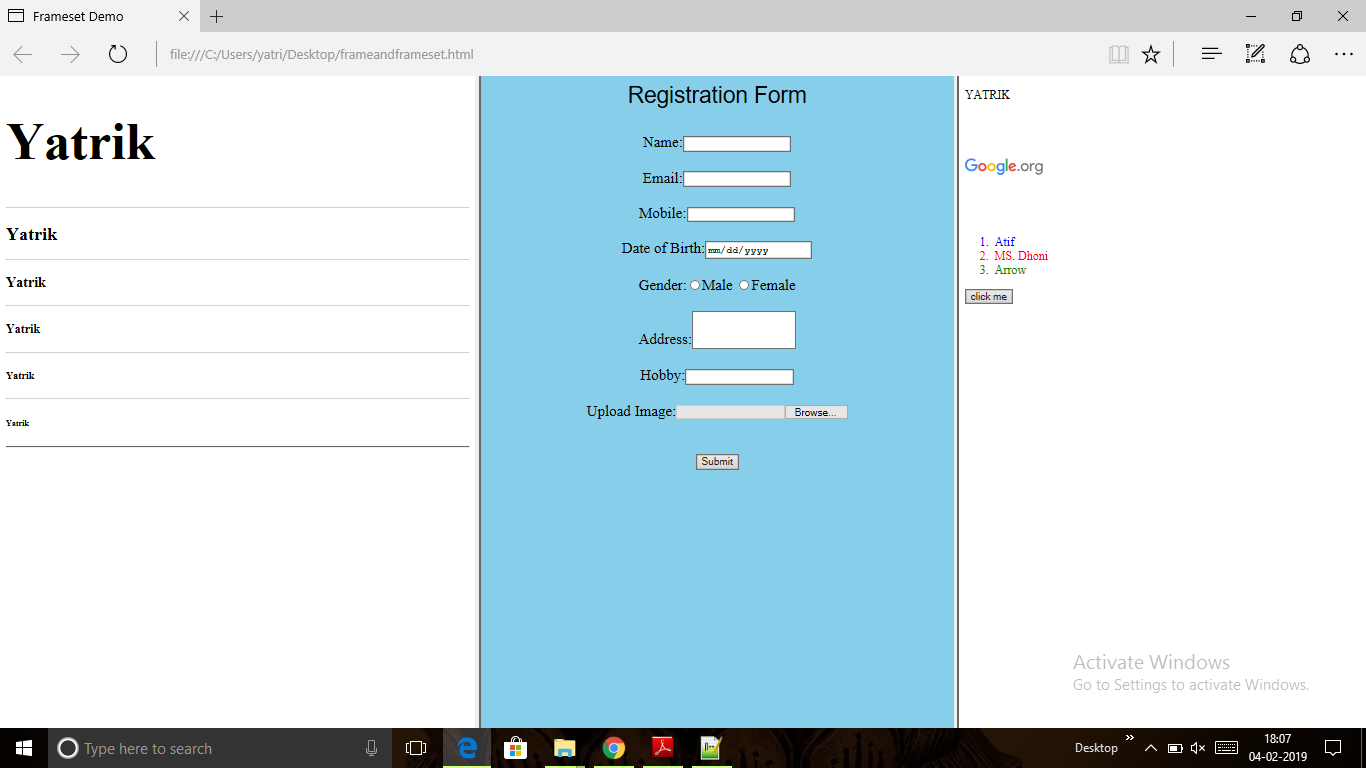 Frameset Demo
file:///C:/Users/yatri/Desktop/frameandframeset.html
Yatrik
Yatrik
Yatrik
Yatrik
Yatrik
Yatrik
Registration Form
Name:
Email:
Mobile:
Date of Birth: mm/dd/yyyy
Gender: Male Female
Address:
Hobby:
Upload Image: Browse...
Submit
YATRIK
Google.org
1. Atif
2. MS. Dhoni
3. Arrow
click me
Activate Windows
Go to Settings to activate Windows.
Type here to search
Desktop
18:07
04-02-2019